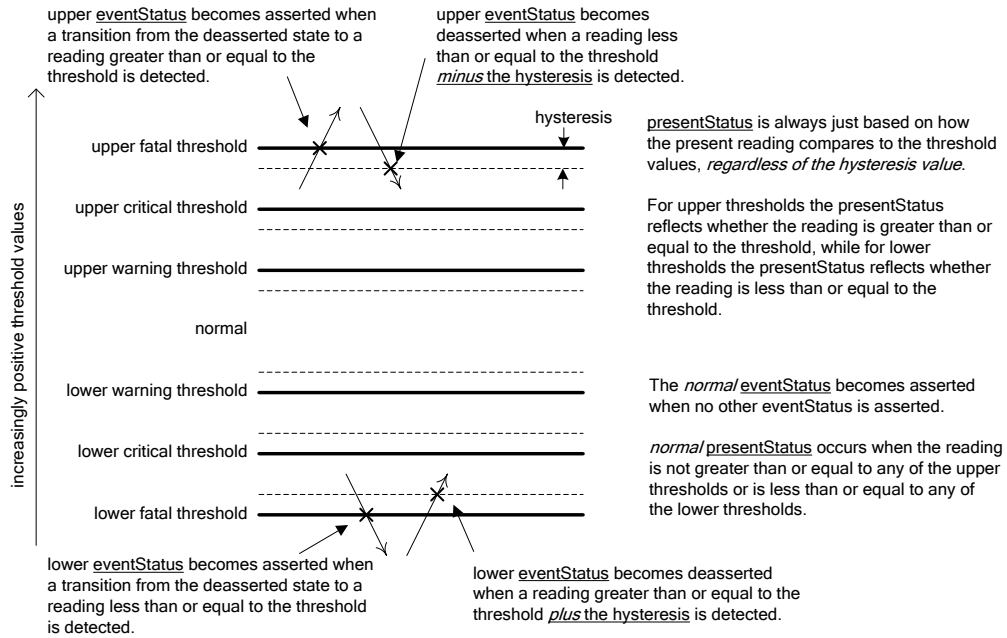 upper eventStatus becomes asserted when
a transition from the deasserted state to a
reading greater than or equal to the
threshold is detected.
upper eventStatus becomes
deasserted when a reading less
than or equal to the threshold
minus the hysteresis is detected.
hysteresis
presentStatus is always just based on how
the present reading compares to the threshold
values, regardless of the hysteresis value.
For upper thresholds the presentStatus
reflects whether the reading is greater than or
equal to the threshold, while for lower
thresholds the presentStatus reflects whether
the reading is less than or equal to the
threshold.
The normal eventStatus becomes asserted
when no other eventStatus is asserted.
normal presentStatus occurs when the reading
is not greater than or equal to any of the upper
thresholds or is less than or equal to any of
the lower thresholds.
increasingly positive threshold values
upper fatal threshold
upper critical threshold
upper warning threshold
normal
lower warning threshold
lower critical threshold
lower fatal threshold
lower eventStatus becomes asserted when
a transition from the deasserted state to a
reading less than or equal to the threshold
is detected.
lower eventStatus becomes deasserted
when a reading greater than or equal to the
threshold plus the hysteresis is detected.